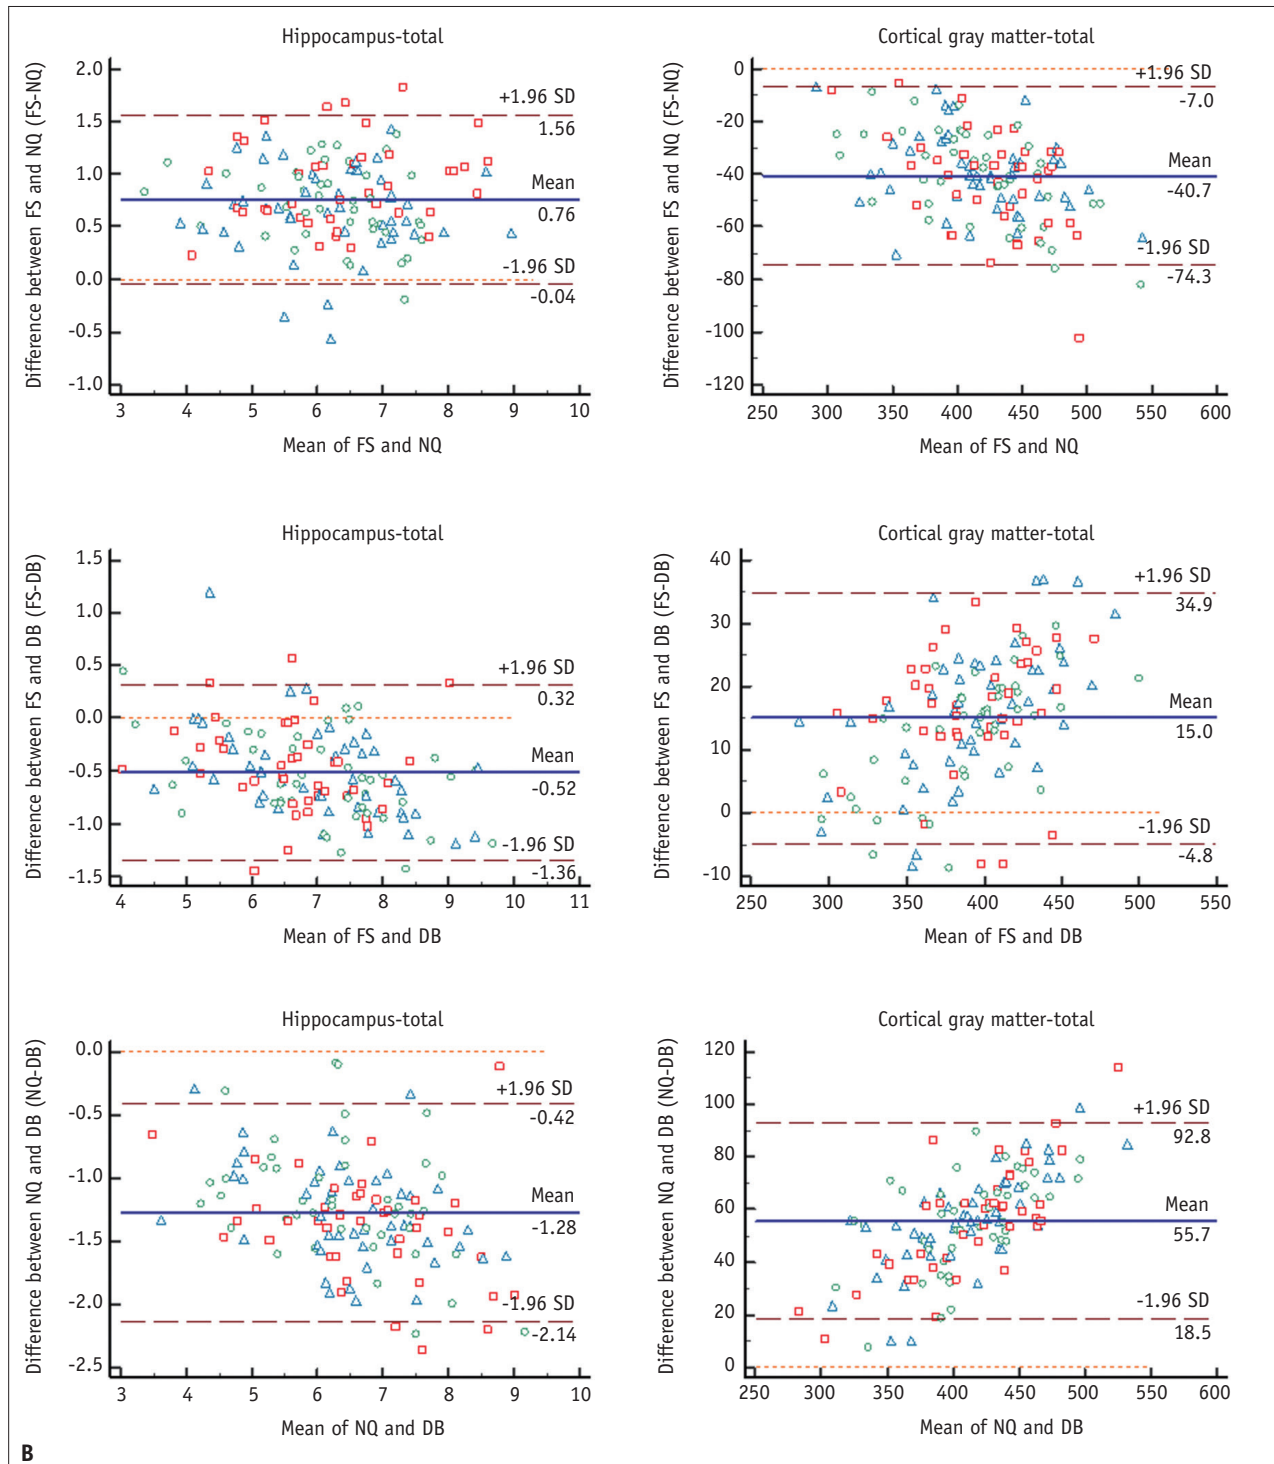 Hippocampus-total
Difference between FS and NQ (FS-NQ)
2.0
1.5
1.0
0.5
0.0
-0.5
-1.0
+1.96 SD
1.56
Mean
0.76
-1.96 SD
-0.04
3 4 5 6 7 8 9 10
Mean of FS and NQ
Cortical gray matter-total
Difference between FS and NQ (FS-NQ)
0
-20
-40
-60
-80
-100
-120
+1.96 SD
-7.0
Mean
-40.7
-1.96 SD
-74.3
250 300 350 400 450 500 550 600
Mean of FS and NQ
Hippocampus-total
Difference between FS and DB (FS-DB)
1.5
1.0
0.5
0.0
-0.5
-1.0
-1.5
+1.96 SD
0.32
Mean
-0.52
-1.96 SD
-1.36
4 5 6 7 8 9 10 11
Mean of FS and DB
Cortical gray matter-total
Difference between FS and DB (FS-DB)
40
30
20
10
0
-10
+1.96 SD
34.9
Mean
15.0
-1.96 SD
-4.8
250 300 350 400 450 500 550
Mean of FS and DB
Hippocampus-total
Difference between NQ and DB (NQ-DB)
0.0
-0.5
-1.0
-1.5
-2.0
-2.5
+1.96 SD
-0.42
Mean
-1.28
-1.96 SD
-2.14
3 4 5 6 7 8 9 10
Mean of NQ and DB
Cortical gray matter-total
Difference between NQ and DB (NQ-DB)
120
100
80
60
40
20
0
+1.96 SD
92.8
Mean
55.7
-1.96 SD
18.5
250 300 350 400 450 500 550 600
Mean of NQ and DB
B